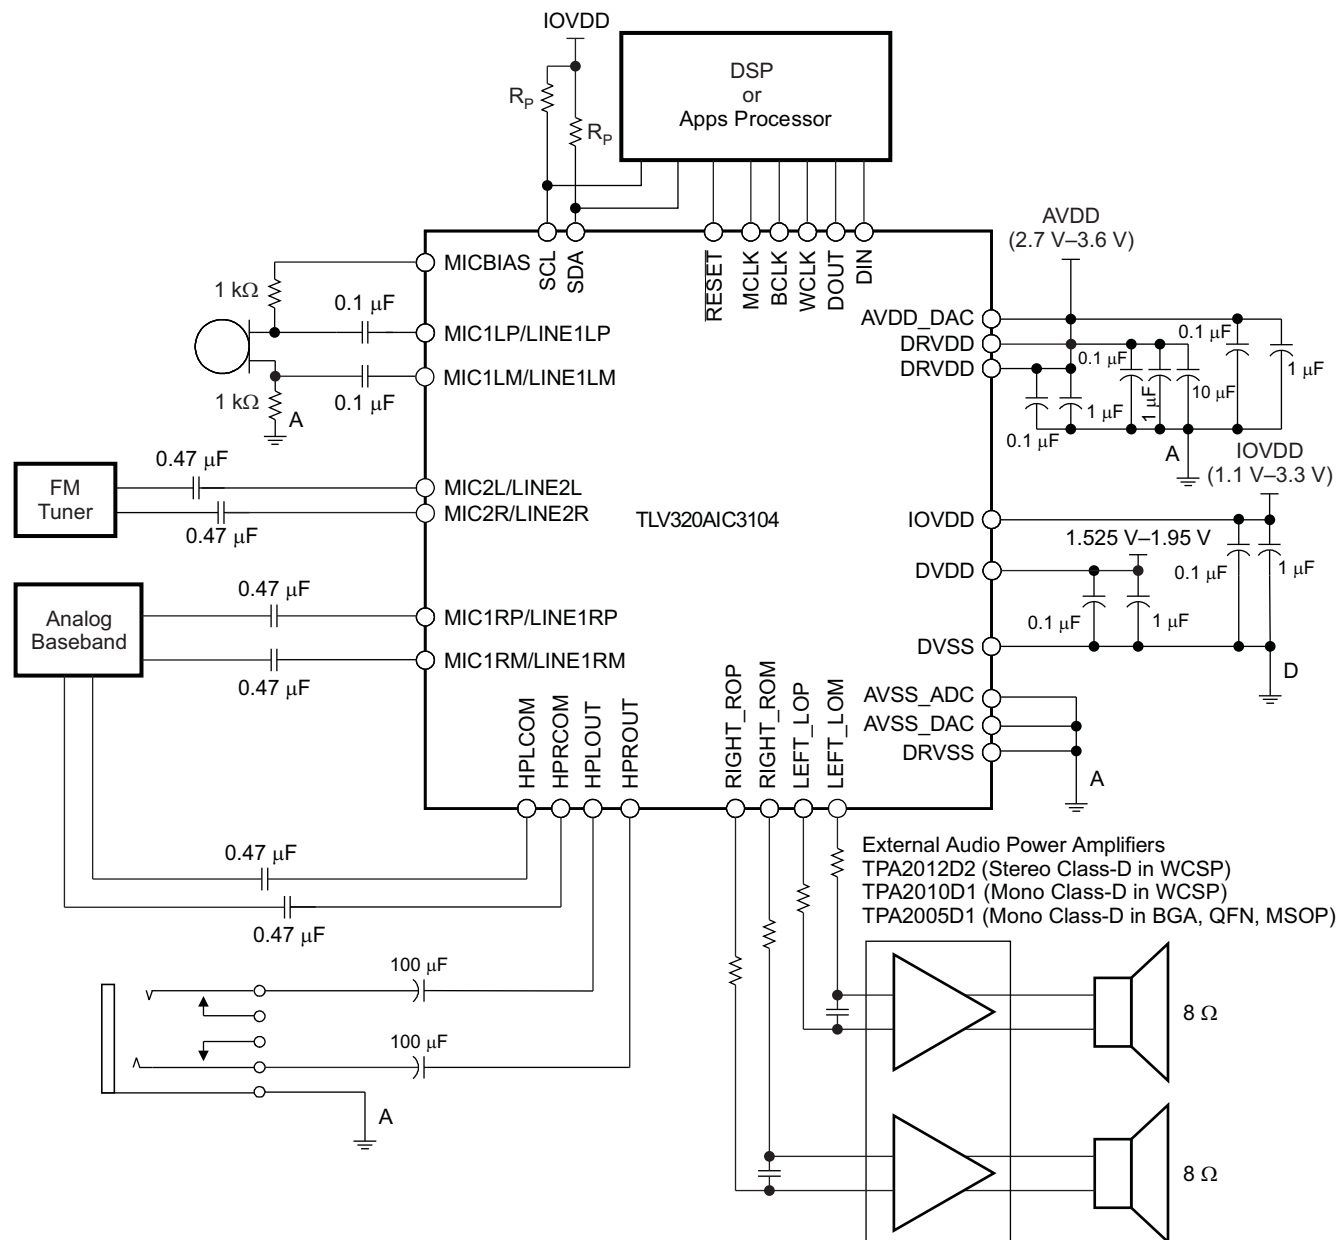 IOVDD
DSP
or
Apps Processor
R_P
R_P
AVDD
(2.7 V–3.6 V)
MICBIAS
SCL
SDA
RESET
MCLK
BCLK
WCLK
DOUT
DIN
1 kΩ
0.1 μF
MIC1LP/LINE1LP
MIC1LM/LINE1LM
1 kΩ
A
0.1 μF
AVDD_DAC
DRVDD
DRVDD
0.1 μF
0.1 μF
1 μF
1 μF
10 μF
1 μF
0.1 μF
A
IOVDD
(1.1 V–3.3 V)
FM
Tuner
0.47 μF
0.47 μF
MIC2L/LINE2L
MIC2R/LINE2R
TLV320AIC3104
IOVDD
1.525 V–1.95 V
DVDD
0.1 μF
1 μF
0.1 μF
1 μF
DVSS
D
Analog
Baseband
0.47 μF
0.47 μF
MIC1RP/LINE1RP
MIC1RM/LINE1RM
AVSS_ADC
AVSS_DAC
DRVSS
A
HPLCOM
HPRCOM
HPLOUT
HPROUT
RIGHT_ROP
RIGHT_ROM
LEFT_LOP
LEFT_LOM
0.47 μF
0.47 μF
External Audio Power Amplifiers
TPA2012D2 (Stereo Class-D in WCSP)
TPA2010D1 (Mono Class-D in WCSP)
TPA2005D1 (Mono Class-D in BGA, QFN, MSOP)
100 μF
100 μF
A
8 Ω
8 Ω